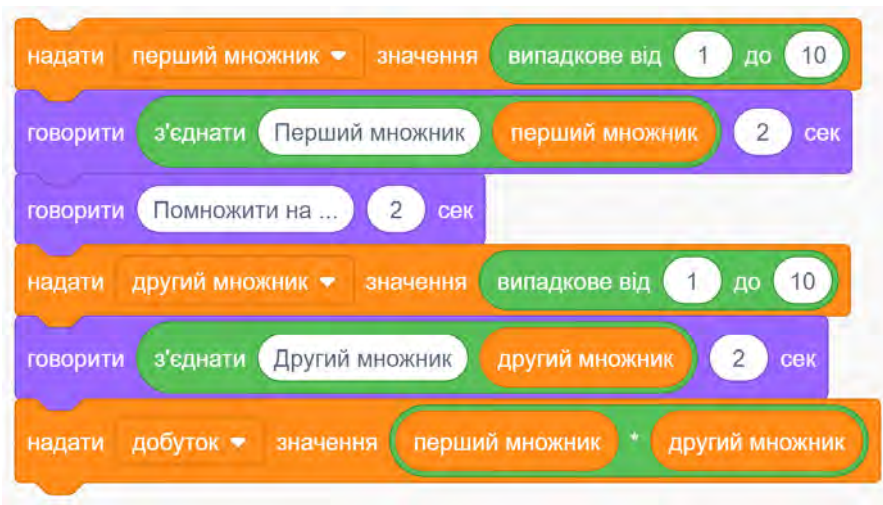 надати перший множник значення випадкове від 1 до 10
говорити з'єднати Перший множник перший множник 2 сек
говорити Помножити на ... 2 сек
надати другий множник значення випадкове від 1 до 10
говорити з'єднати Другий множник другий множник 2 сек
надати добуток значення перший множник * другий множник